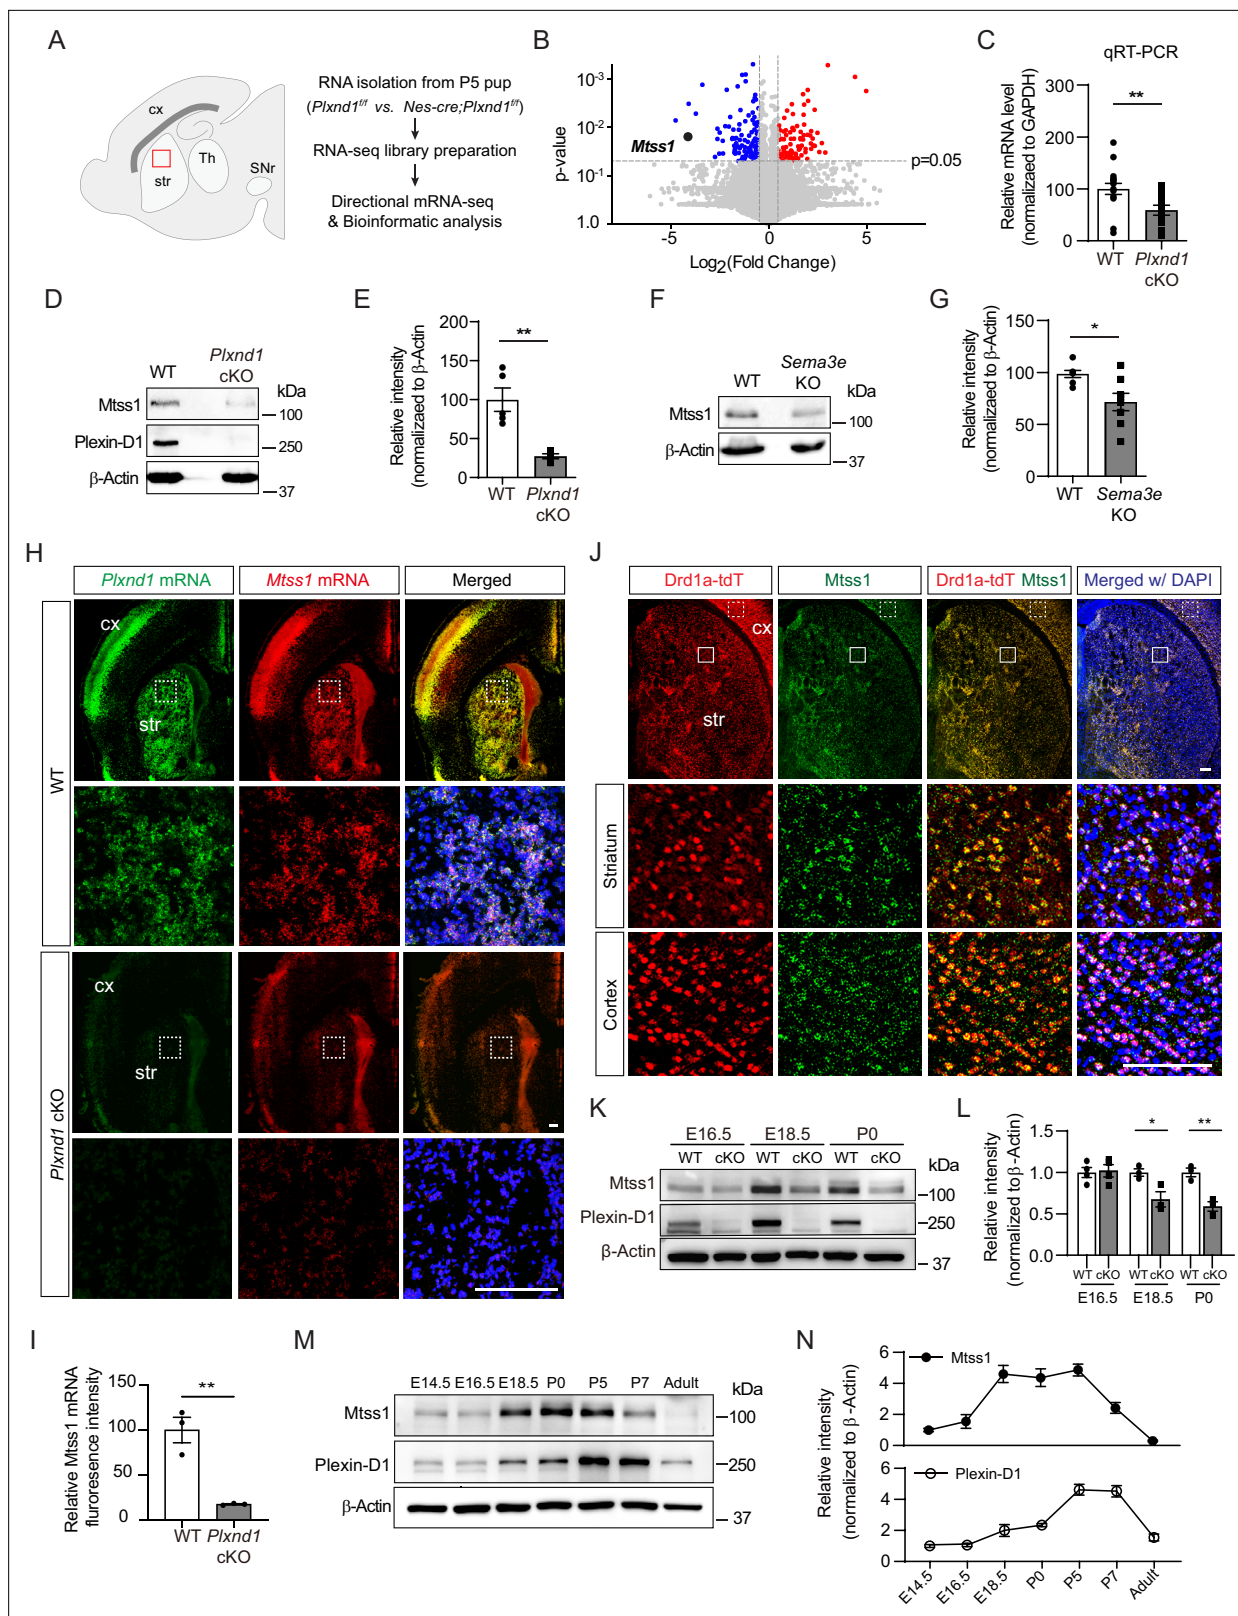 A
cx
Th
str
SNr
RNA isolation from P5 pup
(Plxnd1f/f vs. Nes-cre;Plxnd1f/f)
RNA-seq library preparation
Directional mRNA-seq
& Bioinformatic analysis
B
p-value
10-3
10-2
10-1
1.0
Mtss1
p=0.05
-5
0
5
Log2(Fold Change)
C
qRT-PCR
Relative mRNA level
(normalizaed to GAPDH)
300
200
100
0
**
WT
Plxnd1
cKO
D
WT
Plxnd1
cKO
kDa
Mtss1
100
Plexin-D1
250
β-Actin
37
E
Relative intensity
(normalizaed to β-Actin)
200
150
100
50
0
**
WT
Plxnd1
cKO
F
WT
Sema3e
KO
kDa
Mtss1
100
β-Actin
37
G
Relative intensity
(normalizaed to β-Actin)
150
100
50
0
*
WT
Sema3e
KO
H
Plxnd1 mRNA
Mtss1 mRNA
Merged
WT
cx
str
Plxnd1 cKO
cx
str
J
Drd1a-tdT
Mtss1
Drd1a-tdT Mtss1
Merged w/ DAPI
cx
str
Striatum
Cortex
K
E16.5
E18.5
P0
WT cKO WT cKO WT cKO
kDa
Mtss1
100
Plexin-D1
250
β-Actin
37
L
Relative intensity
(normalized to β -Actin)
1.5
1.0
0.5
0.0
*
**
WT cKO WT cKO WT cKO
E16.5
E18.5
P0
I
Relative Mtss1 mRNA
fluroresence intensity
150
100
50
0
**
WT
Plxnd1
cKO
M
E14.5 E16.5 E18.5 P0 P5 P7 Adult
kDa
Mtss1
100
Plexin-D1
250
β-Actin
37
N
Relative intensity
(normalized to β -Actin)
6
4
2
0
Mtss1
6
4
2
0
Plexin-D1
E14.5
E16.5
E18.5
P0
P5
P7
Adult